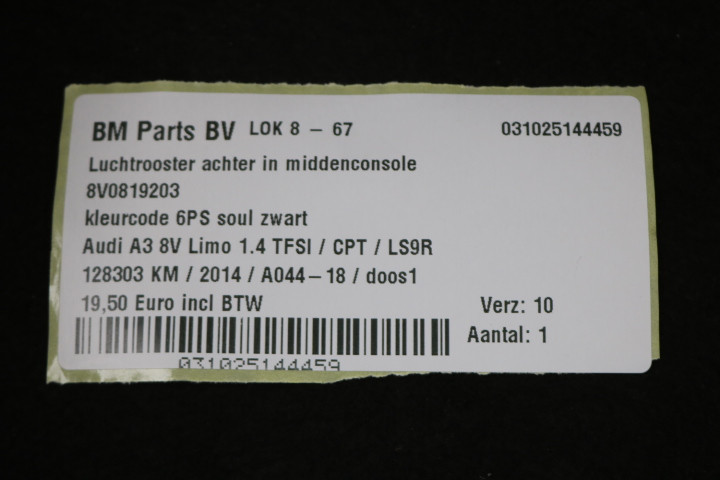 BM Parts BV LOK 8 - 67 031025144459
Luchtrooster achter in middenconsole
8V0819203
kleurcode 6PS soul zwart
Audi A3 8V Limo 1.4 TFSI / CPT / LS9R
128303 KM / 2014 / A044-18 / doos1
19,50 Euro incl BTW Verz: 10
Aantal: 1
031025144459